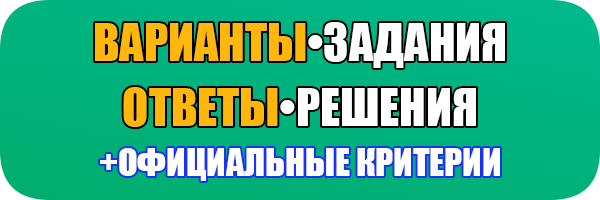 ВАРИАНТЫ•ЗАДАНИЯ
ОТВЕТЫ•РЕШЕНИЯ
+ОФИЦИАЛЬНЫЕ КРИТЕРИИ